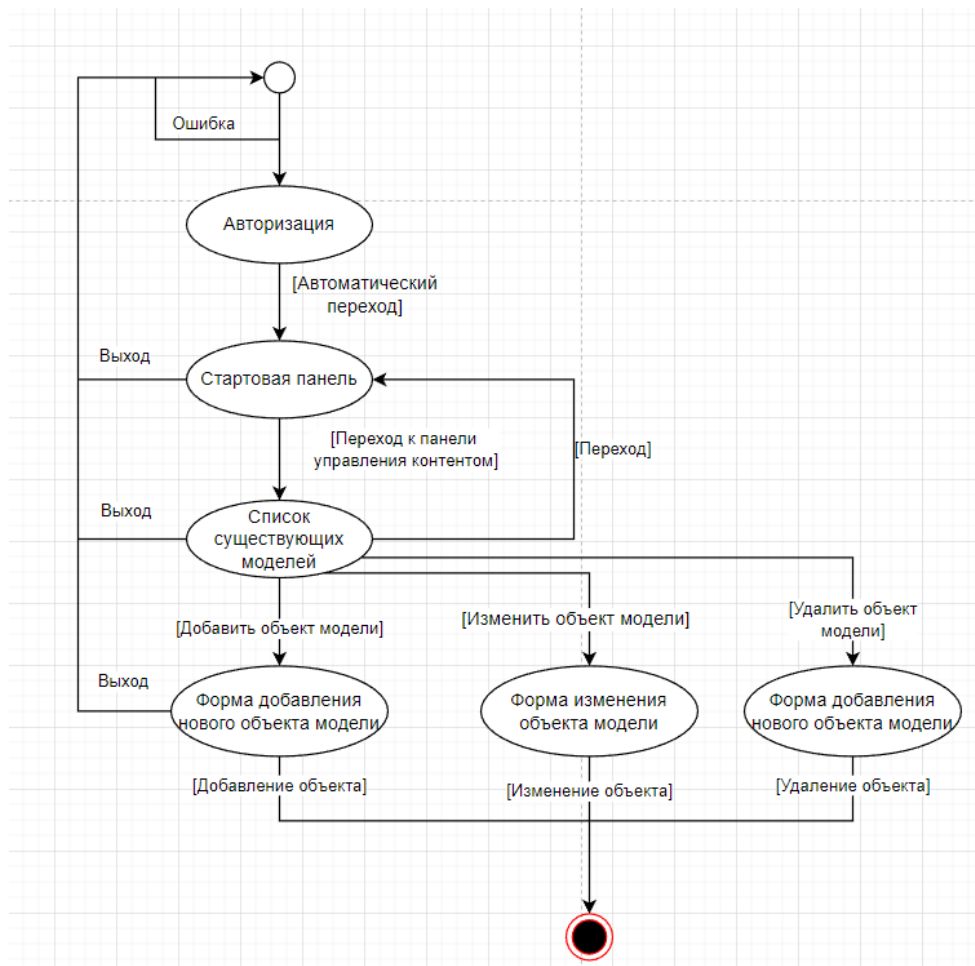 Ошибка
Авторизация
[Автоматический
переход]
Выход
Стартовая панель
[Переход к панели
управления контентом]
[Переход]
Выход
Список
существующих
моделей
[Добавить объект модели]
[Изменить объект модели]
[Удалить объект
модели]
Выход
Форма добавления
нового объекта модели
Форма изменения
объекта модели
Форма добавления
нового объекта модели
[Добавление объекта]
[Изменение объекта]
[Удаление объекта]